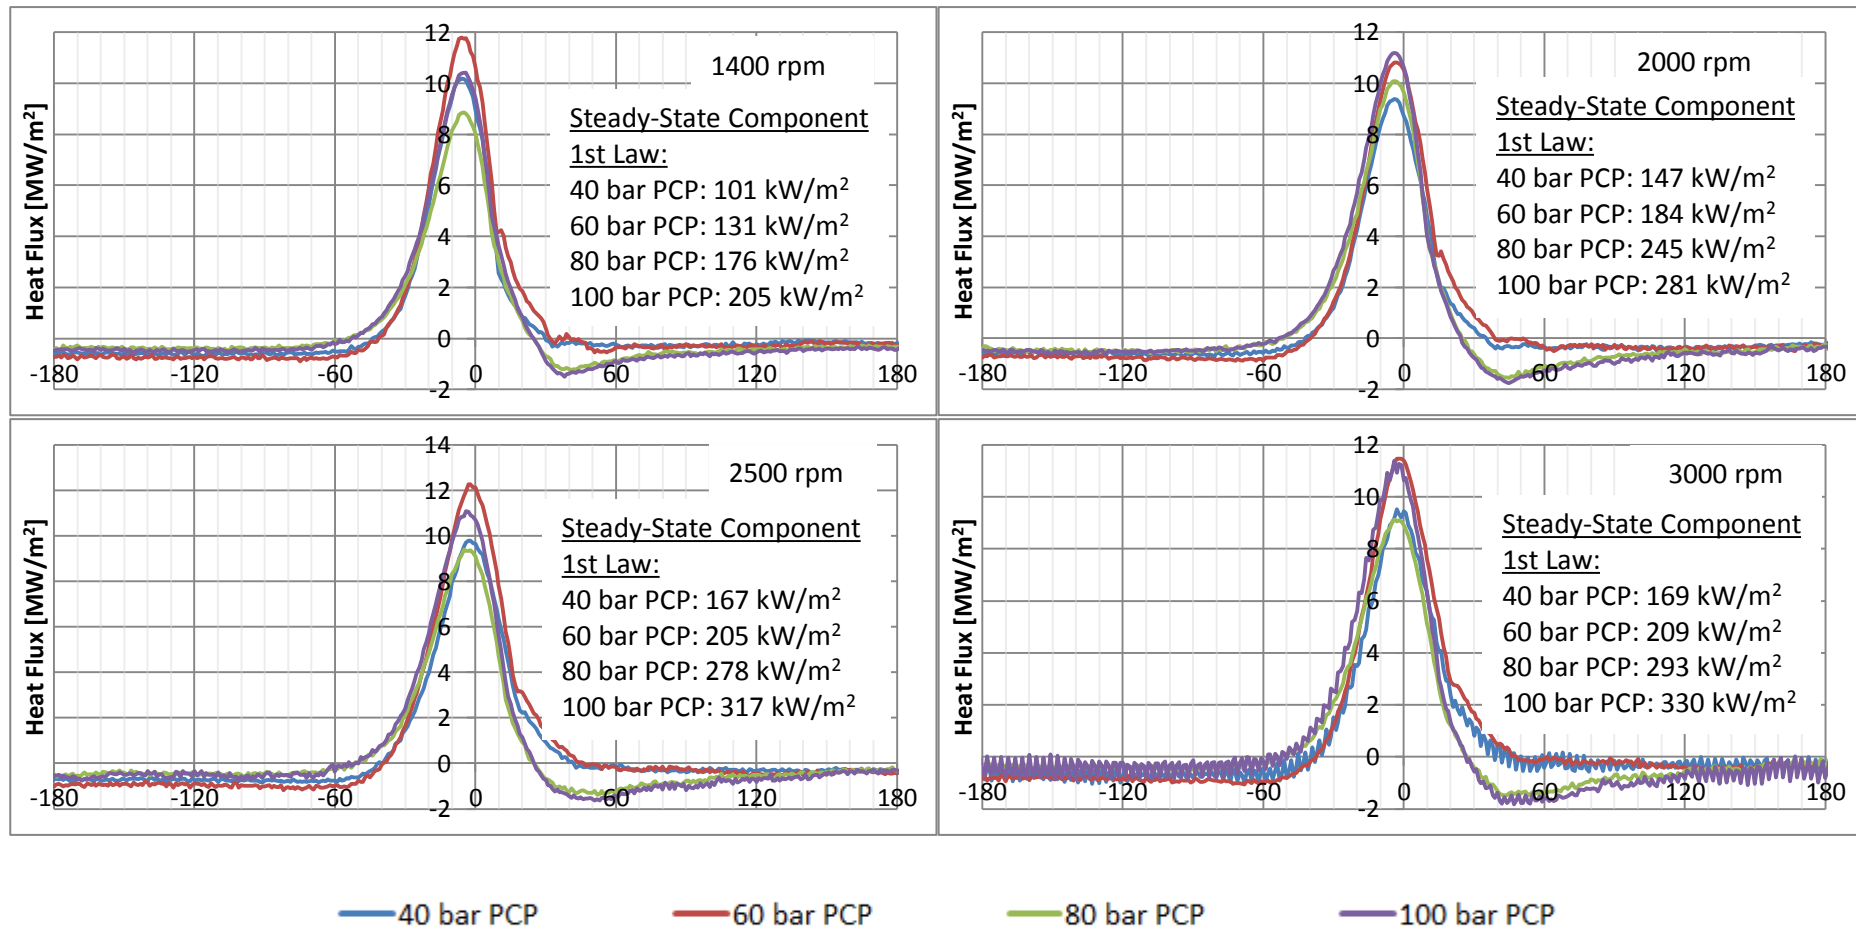 12
10
8
6
4
2
0
-2
-180
-120
-60
0
60
120
180
Heat Flux [MW/m²]
1400 rpm
Steady-State Component
1st Law:
40 bar PCP: 101 kW/m²
60 bar PCP: 131 kW/m²
80 bar PCP: 176 kW/m²
100 bar PCP: 205 kW/m²
12
10
8
6
4
2
0
-2
-180
-120
-60
0
60
120
180
Heat Flux [MW/m²]
2000 rpm
Steady-State Component
1st Law:
40 bar PCP: 147 kW/m²
60 bar PCP: 184 kW/m²
80 bar PCP: 245 kW/m²
100 bar PCP: 281 kW/m²
14
12
10
8
6
4
2
0
-2
-180
-120
-60
0
60
120
180
Heat Flux [MW/m²]
2500 rpm
Steady-State Component
1st Law:
40 bar PCP: 167 kW/m²
60 bar PCP: 205 kW/m²
80 bar PCP: 278 kW/m²
100 bar PCP: 317 kW/m²
12
10
8
6
4
2
0
-2
-180
-120
-60
0
60
120
180
Heat Flux [MW/m²]
3000 rpm
Steady-State Component
1st Law:
40 bar PCP: 169 kW/m²
60 bar PCP: 209 kW/m²
80 bar PCP: 293 kW/m²
100 bar PCP: 330 kW/m²
40 bar PCP 60 bar PCP 80 bar PCP 100 bar PCP